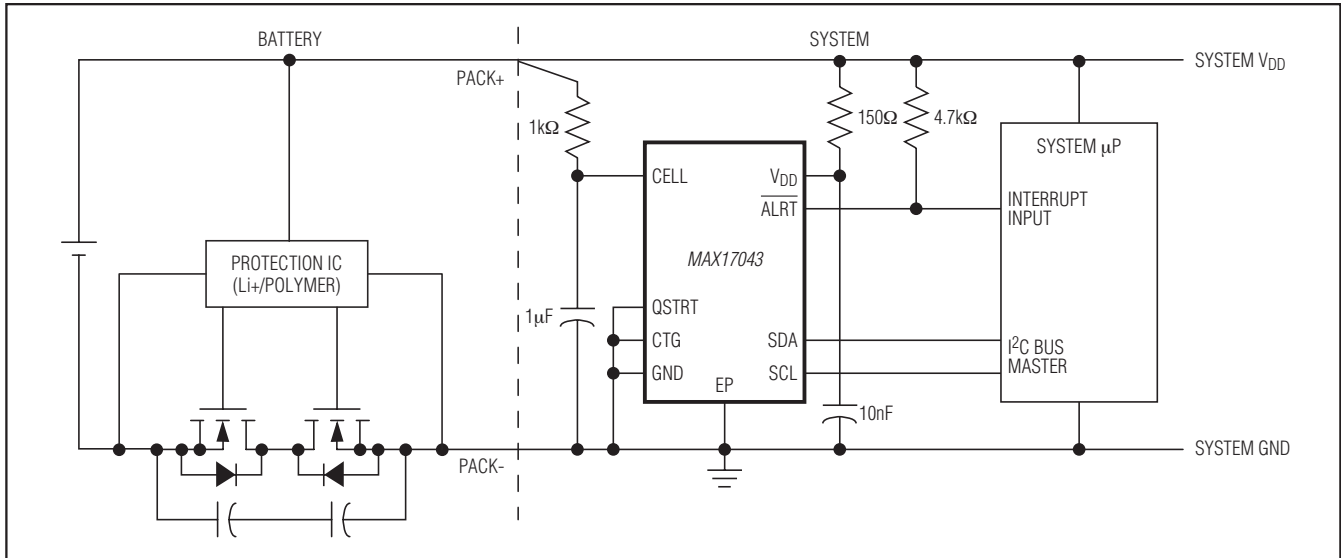 BATTERY
SYSTEM
SYSTEM VDD
PACK+
1kΩ
150Ω
4.7kΩ
SYSTEM μP
CELL
VDD
ALRT
INTERRUPT
INPUT
MAX17043
PROTECTION IC
(Li+/POLYMER)
1μF
QSTRT
CTG
GND
EP
SDA
SCL
I²C BUS
MASTER
10nF
PACK-
SYSTEM GND